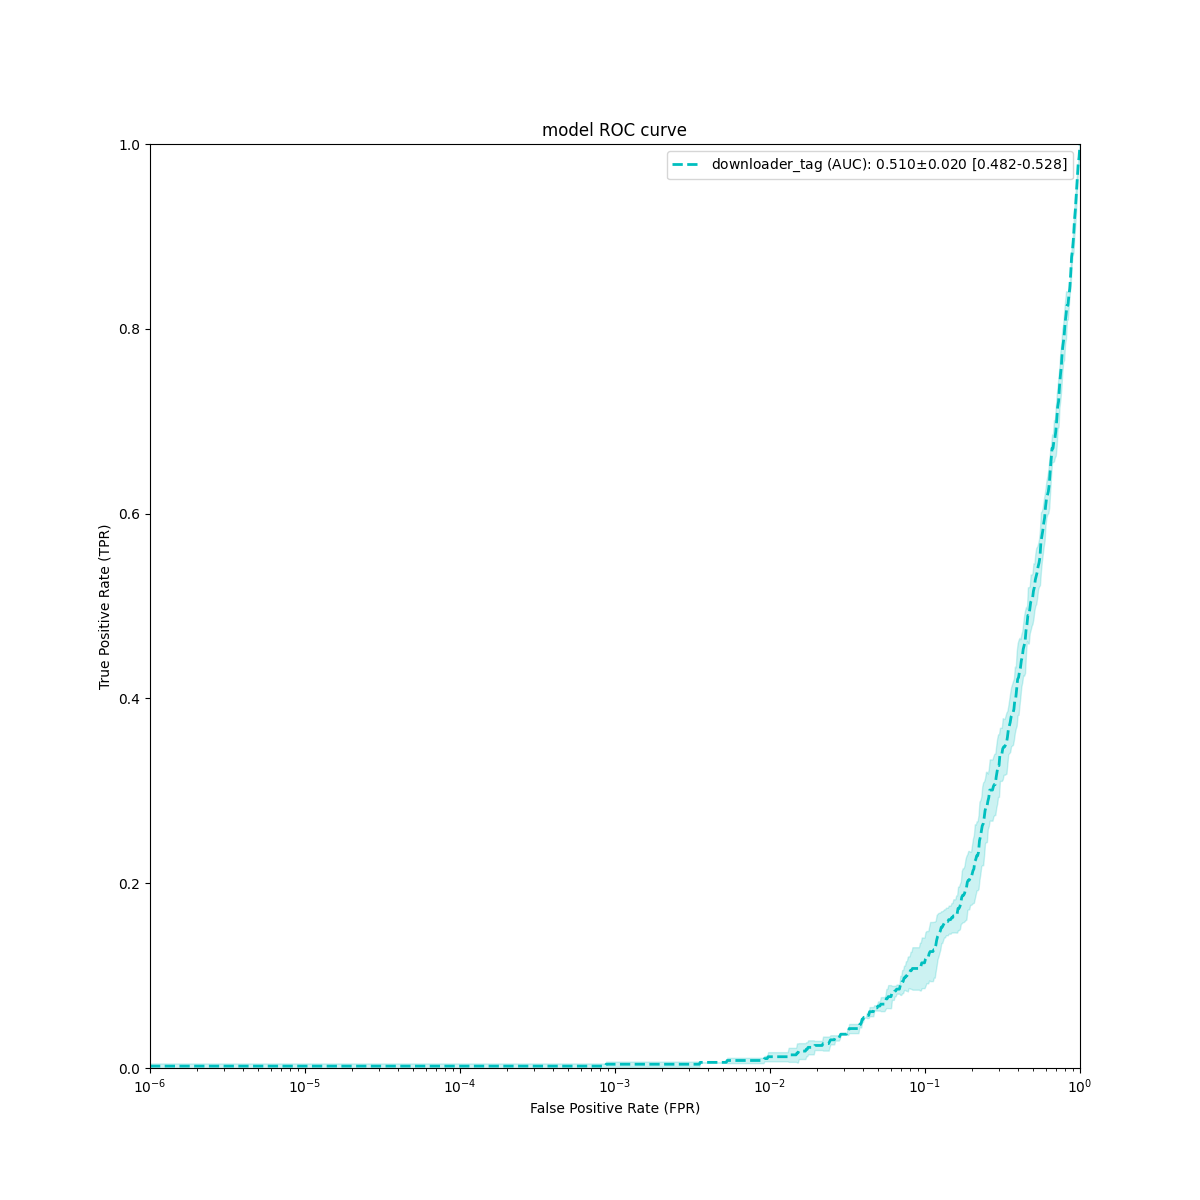 model ROC curve
downloader_tag (AUC): 0.510±0.020 [0.482-0.528]
1.0
0.8
0.6
0.4
0.2
0.0
True Positive Rate (TPR)
10⁻⁶ 10⁻⁵ 10⁻⁴ 10⁻³ 10⁻² 10⁻¹ 10⁰
False Positive Rate (FPR)